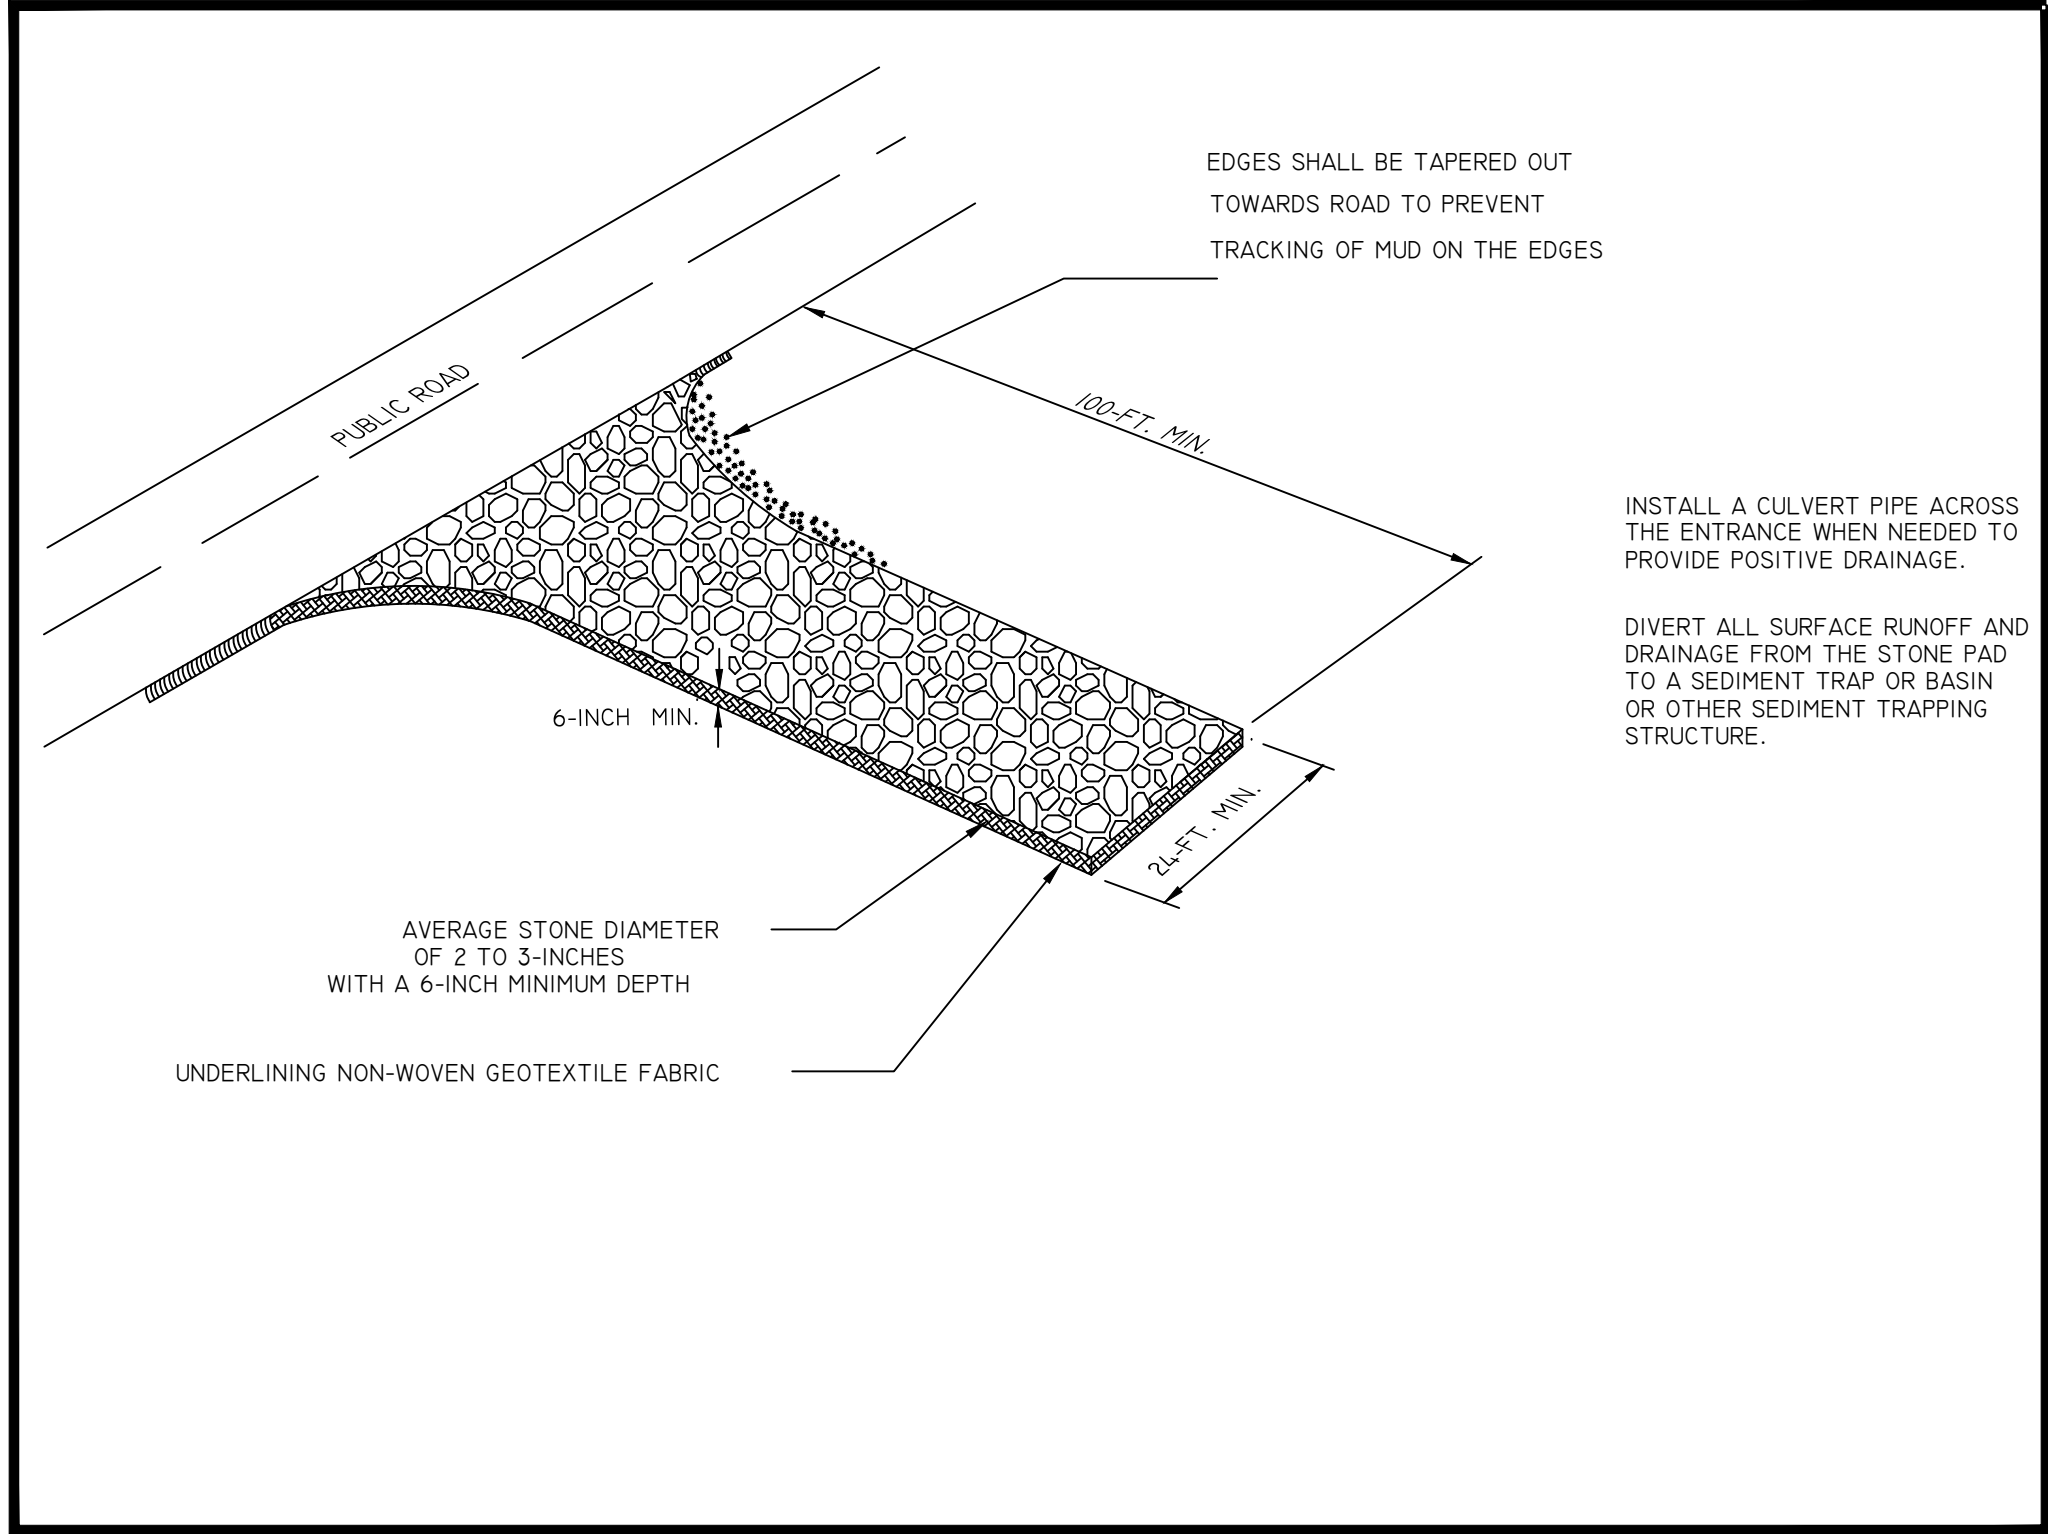 EDGES SHALL BE TAPERED OUT
TOWARDS ROAD TO PREVENT
TRACKING OF MUD ON THE EDGES
PUBLIC ROAD
100-FT. MIN.
INSTALL A CULVERT PIPE ACROSS
THE ENTRANCE WHEN NEEDED TO
PROVIDE POSITIVE DRAINAGE.
DIVERT ALL SURFACE RUNOFF AND
DRAINAGE FROM THE STONE PAD
TO A SEDIMENT TRAP OR BASIN
OR OTHER SEDIMENT TRAPPING
STRUCTURE.
6-INCH MIN.
24-FT. MIN.
AVERAGE STONE DIAMETER
OF 2 TO 3-INCHES
WITH A 6-INCH MINIMUM DEPTH
UNDERLINING NON-WOVEN GEOTEXTILE FABRIC